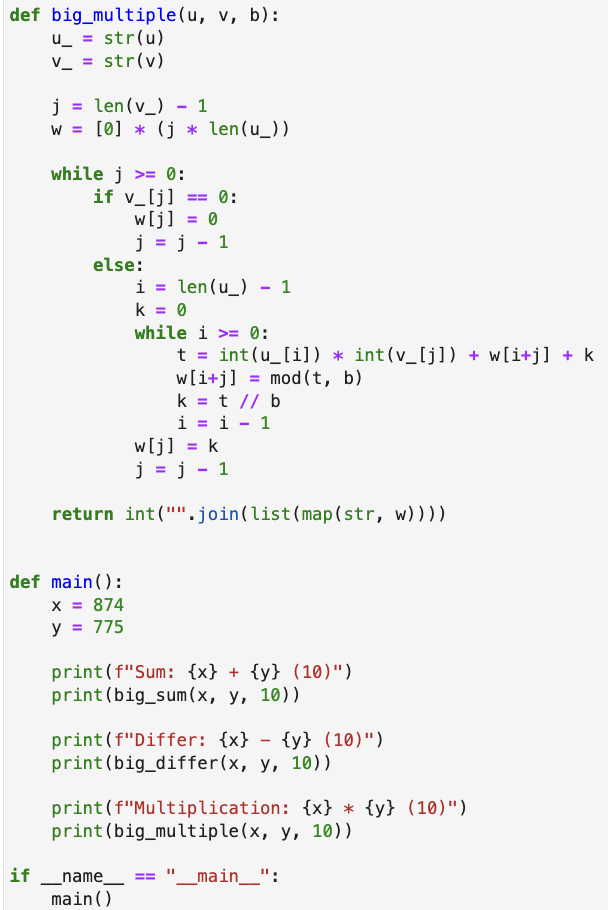 def big_multiple(u, v, b):
    u_ = str(u)
    v_ = str(v)

    j = len(v_) - 1
    w = [0] * (j * len(u_))

    while j >= 0:
        if v_[j] == 0:
            w[j] = 0
            j = j - 1
        else:
            i = len(u_) - 1
            k = 0
            while i >= 0:
                t = int(u_[i]) * int(v_[j]) + w[i+j] + k
                w[i+j] = mod(t, b)
                k = t // b
                i = i - 1
            w[j] = k
            j = j - 1

    return int("".join(list(map(str, w))))


def main():
    x = 874
    y = 775

    print(f"Sum: {x} + {y} (10)")
    print(big_sum(x, y, 10))

    print(f"Differ: {x} - {y} (10)")
    print(big_differ(x, y, 10))

    print(f"Multiplication: {x} * {y} (10)")
    print(big_multiple(x, y, 10))

if __name__ == "__main__":
    main()